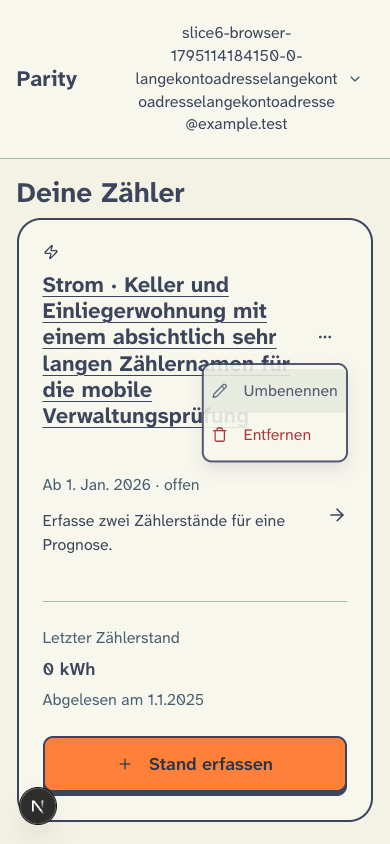 slice6-browser-
1795114184150-0-
Parity
langekontoadresselangekont
oadresselangekontoadresse
@example.test
Deine Zähler
Strom · Keller und
Einliegerwohnung mit
einem absichtlich sehr
langen Zählernamen für
die mobile
Verwaltungsprüfung
...
Umbenennen
Entfernen
Ab 1. Jan. 2026 · offen
Erfasse zwei Zählerstände für eine
Prognose.
Letzter Zählerstand
0 kWh
Abgelesen am 1.1.2026
+ Stand erfassen
N